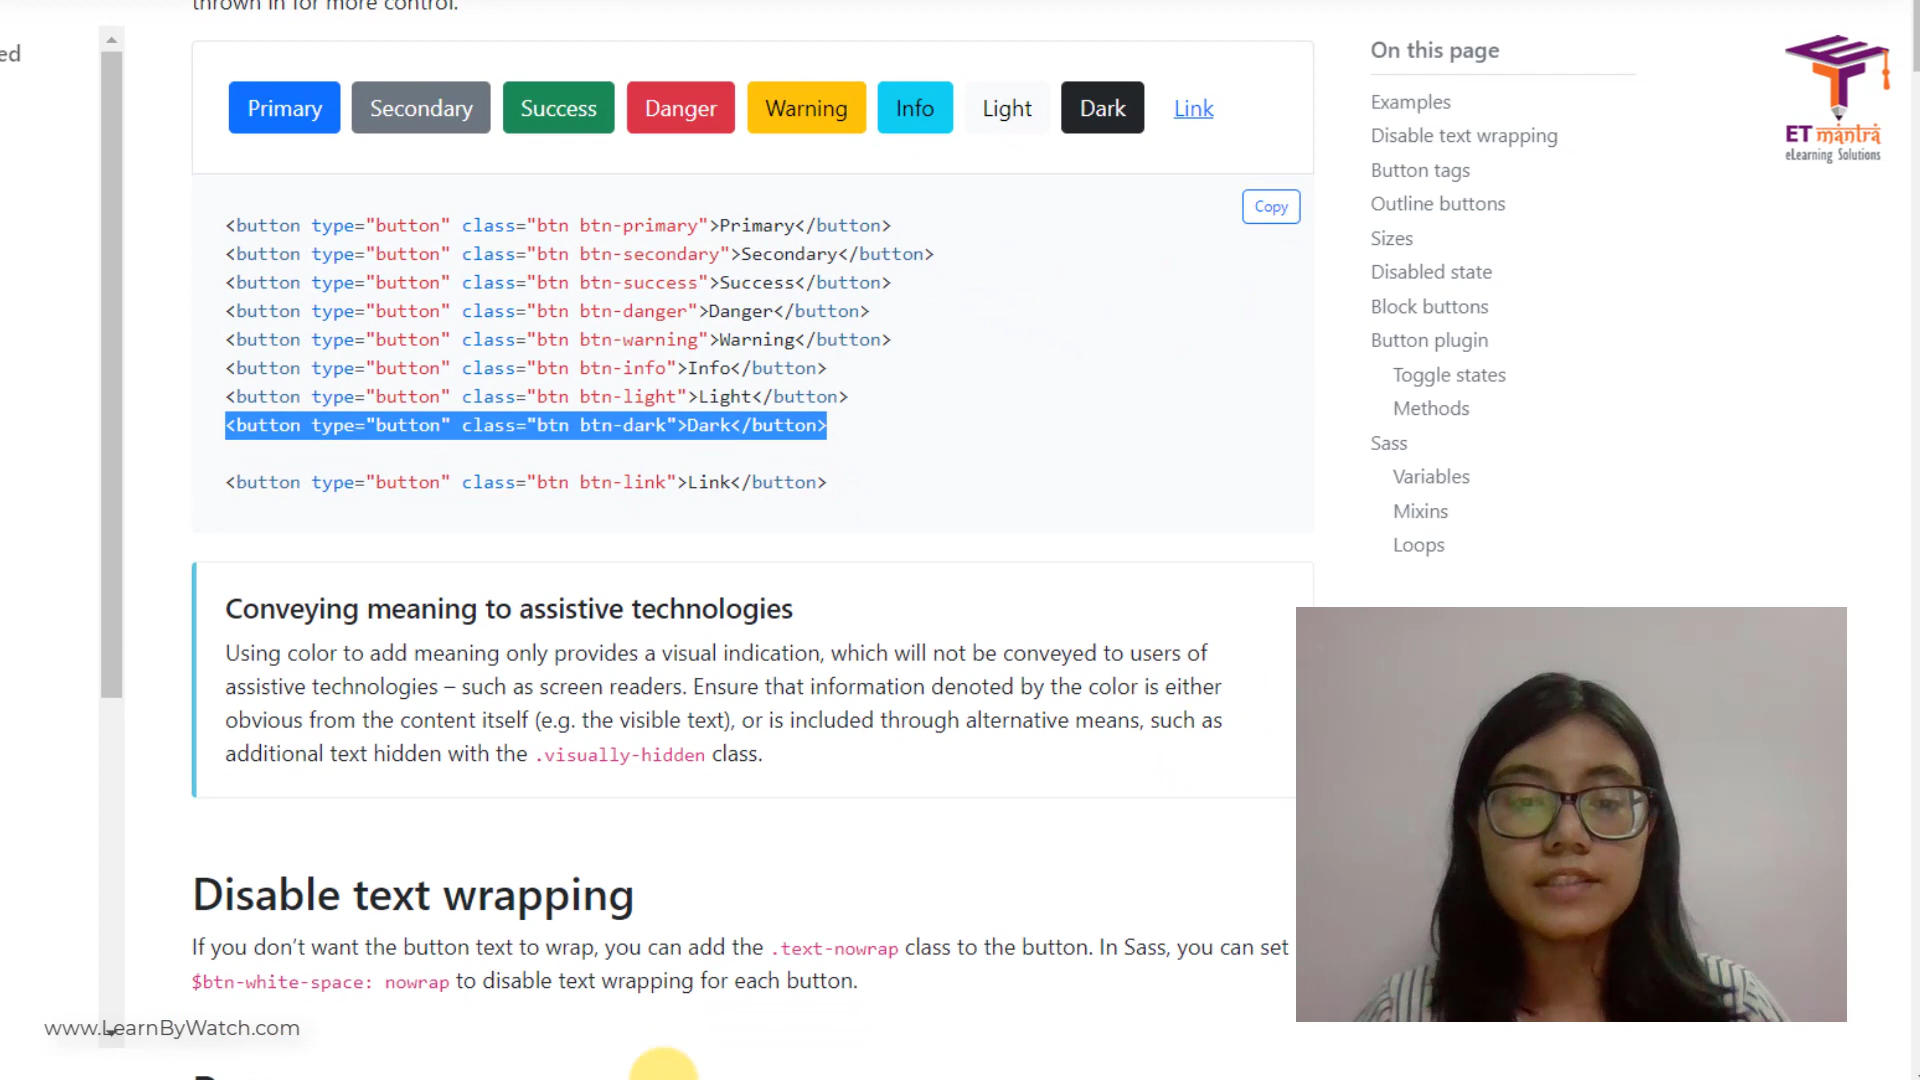 thrown in for more control.
ed
Primary Secondary Success Danger Warning Info Light Dark Link
Copy
<button type="button" class="btn btn-primary">Primary</button>
<button type="button" class="btn btn-secondary">Secondary</button>
<button type="button" class="btn btn-success">Success</button>
<button type="button" class="btn btn-danger">Danger</button>
<button type="button" class="btn btn-warning">Warning</button>
<button type="button" class="btn btn-info">Info</button>
<button type="button" class="btn btn-light">Light</button>
<button type="button" class="btn btn-dark">Dark</button>
<button type="button" class="btn btn-link">Link</button>
Conveying meaning to assistive technologies
Using color to add meaning only provides a visual indication, which will not be conveyed to users of
assistive technologies – such as screen readers. Ensure that information denoted by the color is either
obvious from the content itself (e.g. the visible text), or is included through alternative means, such as
additional text hidden with the .visually-hidden class.
Disable text wrapping
If you don’t want the button text to wrap, you can add the .text-nowrap class to the button. In Sass, you can set
$btn-white-space: nowrap to disable text wrapping for each button.
www.LearnByWatch.com
On this page
Examples
Disable text wrapping
Button tags
Outline buttons
Sizes
Disabled state
Block buttons
Button plugin
Toggle states
Methods
Sass
Variables
Mixins
Loops
ET मantra
eLearning Solutions